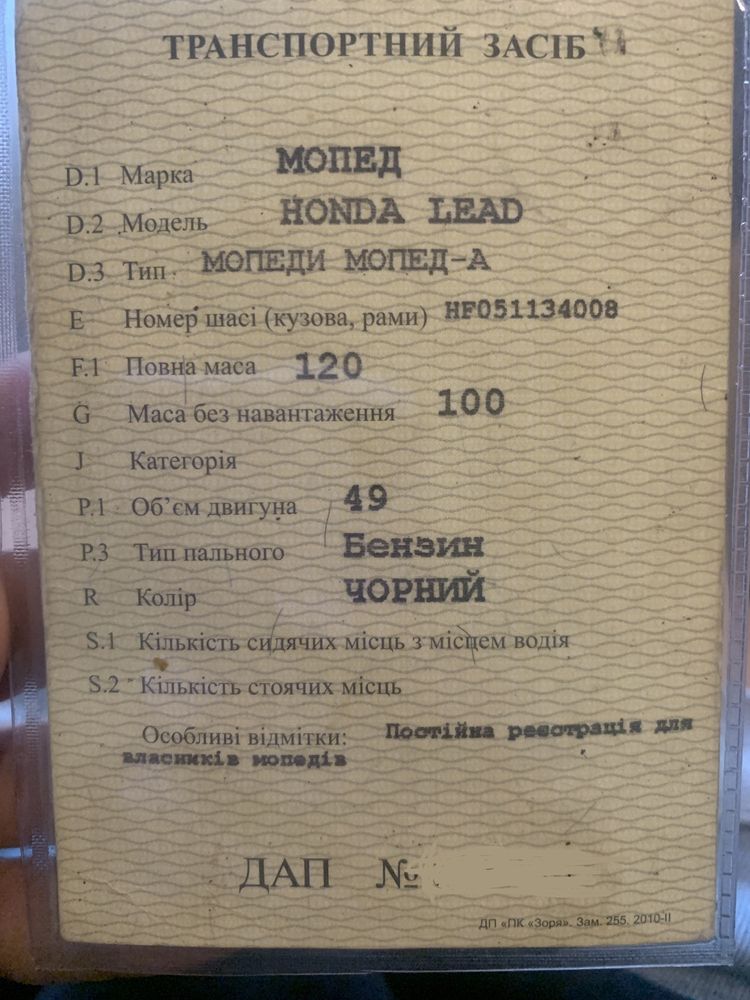 ТРАНСПОРТНИЙ ЗАСІБ
D.1 Марка МОПЕД
D.2 Модель HONDA LEAD
D.3 Тип МОПЕДИ МОПЕД-А
E Номер шасі (кузова, рами) HF051134008
F.1 Повна маса 120
G Маса без навантаження 100
J Категорія
P.1 Об’єм двигуна 49
P.3 Тип пального Бензин
R Колір ЧОРНИЙ
S.1 Кількість сидячих місць з місцем водія
S.2 Кількість стоячих місць
Особливі відмітки: Постійна реєстрація для
власників мопедів
ДАП №
ДП «ПК «Зоря». Зам. 255. 2010-II